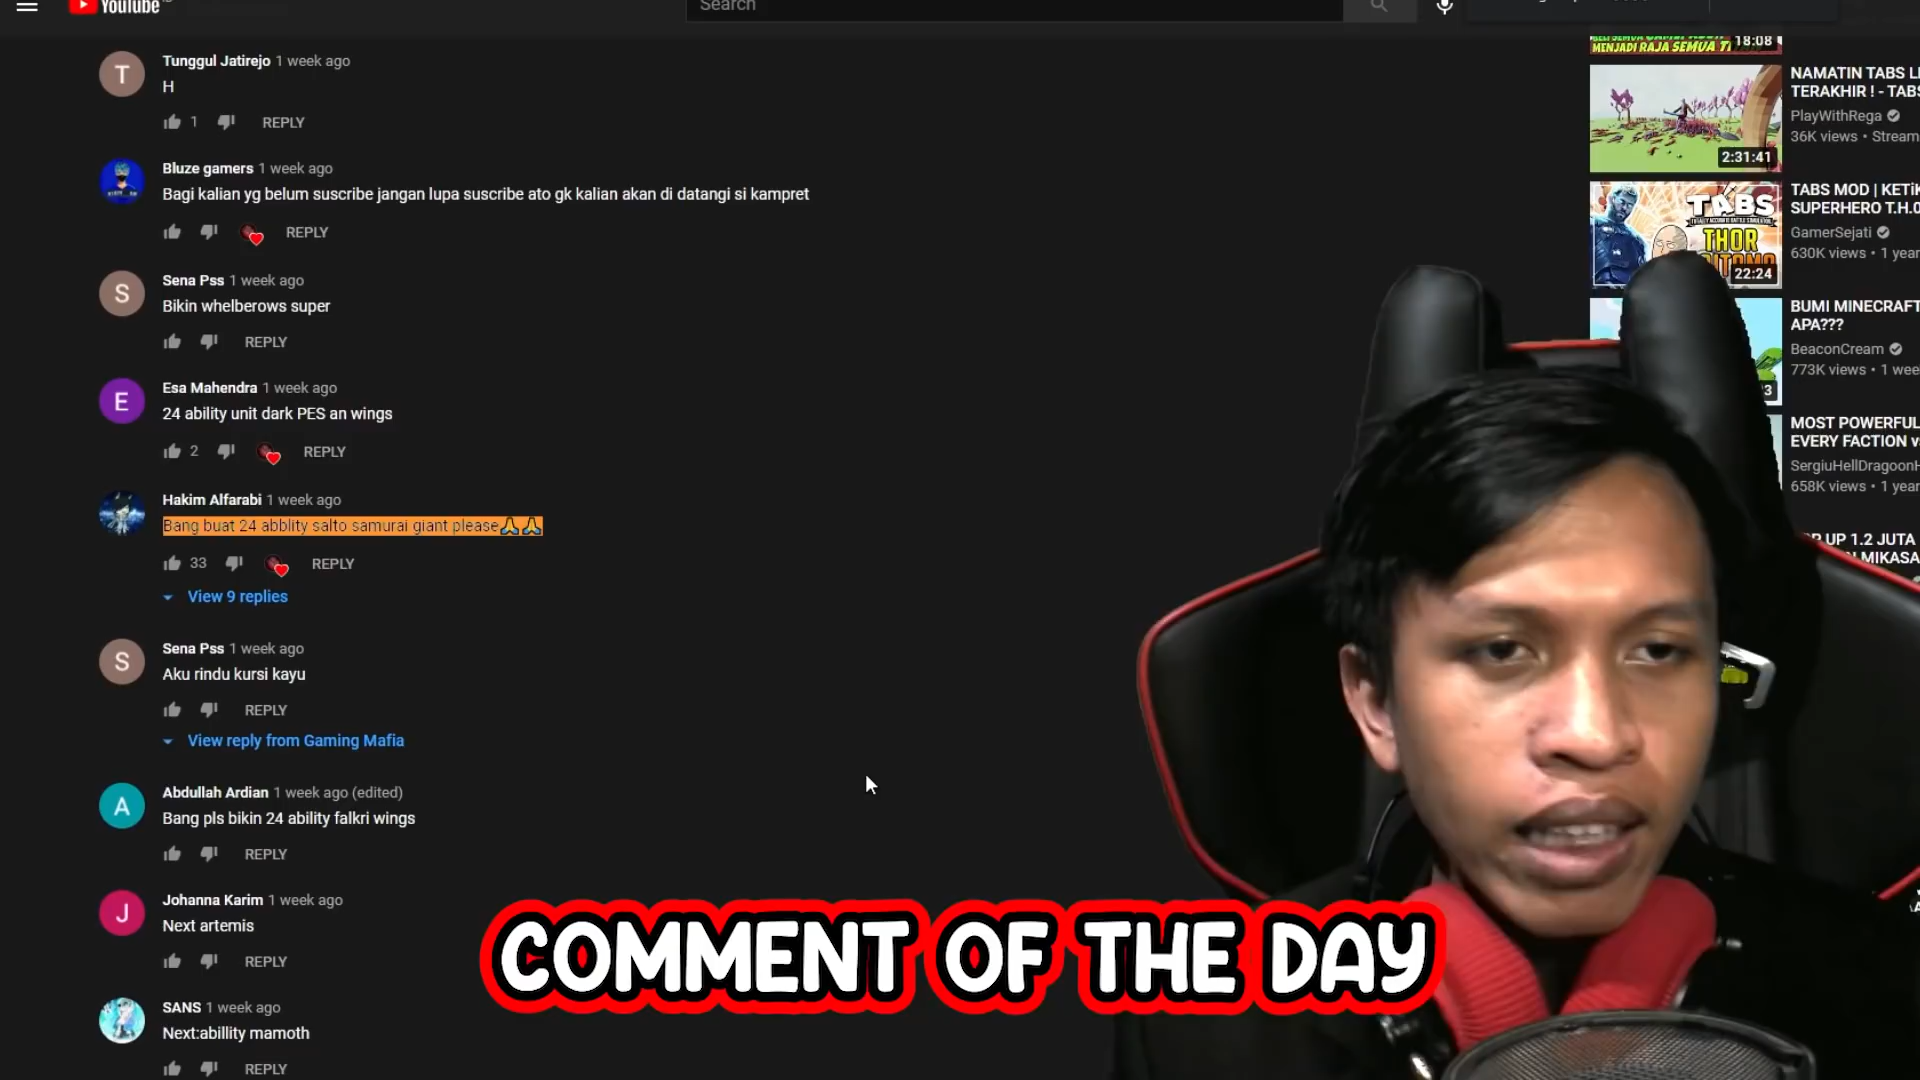 YouTube
Search
Tunggul Jatirejo 1 week ago
H
1 REPLY
Bluze gamers 1 week ago
Bagi kalian yg belum suscribe jangan lupa suscribe ato gk kalian akan di datangi si kampret
REPLY
Sena Pss 1 week ago
Bikin whelberows super
REPLY
Esa Mahendra 1 week ago
24 ability unit dark PES an wings
2 REPLY
Hakim Alfarabi 1 week ago
Bang buat 24 abblity salto samurai giant please🙏🙏
33 REPLY
View 9 replies
Sena Pss 1 week ago
Aku rindu kursi kayu
REPLY
View reply from Gaming Mafia
Abdullah Ardian 1 week ago (edited)
Bang pls bikin 24 ability falkri wings
REPLY
Johanna Karim 1 week ago
Next artemis
REPLY
SANS 1 week ago
Next:abillity mamoth
REPLY
MENJADI RAJA SEMUA
18:08
2:31:41
NAMATIN TABS
TERAKHIR ! - TABS
PlayWithRega
36K views • Stream
TABS
THOR
22:24
TABS MOD |
SUPERHERO T.H.O
GamerSejati
630K views • 1 year
BUMI MINECRAFT
APA???
BeaconCream
773K views • 1 wee
MOST POWERFUL
EVERY FACTION
SergiuHellDragoonH
658K views • 1 year
UP 1.2 JUTA
MIKASA
COMMENT OF THE DAY